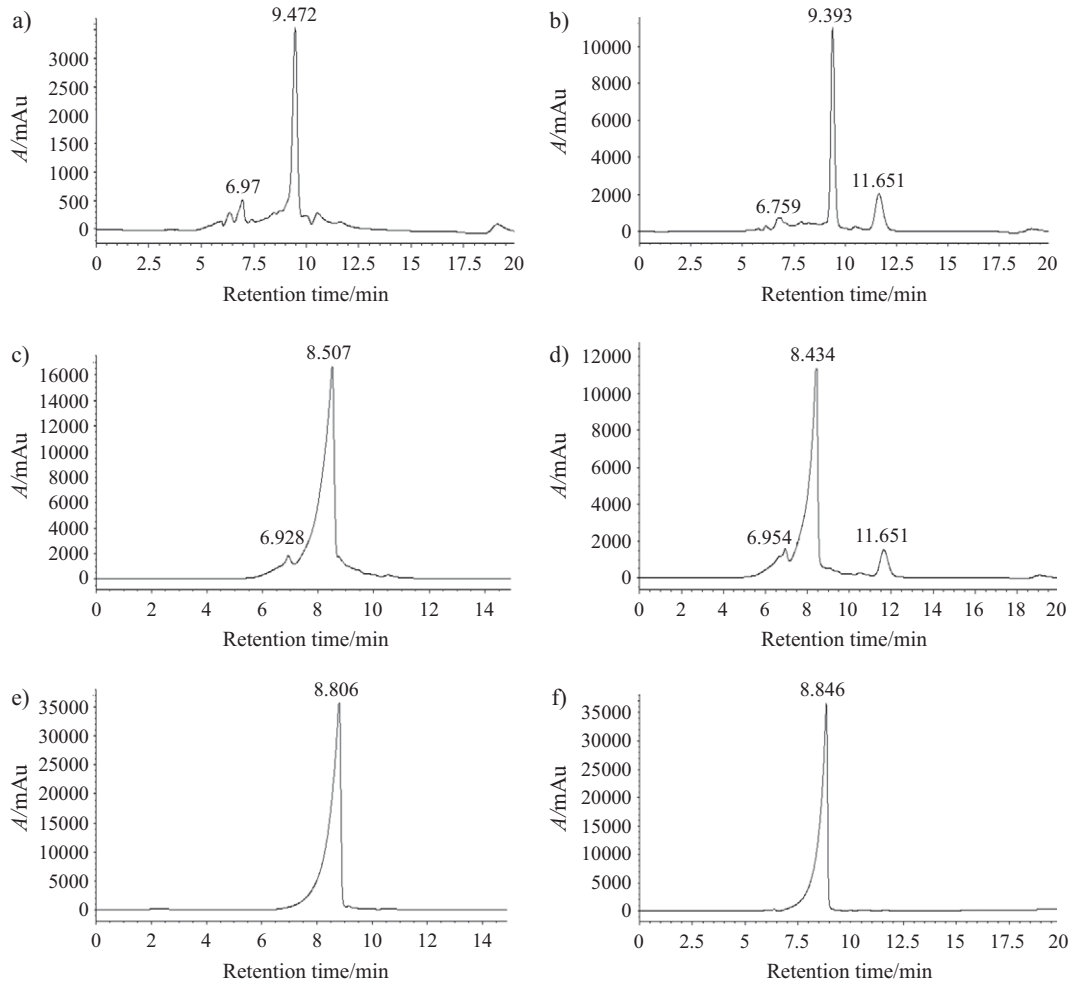 a)
9.472
3000
2500
2000
1500
1000
500
0
A/mAu
6.97
0 2.5 5 7.5 10 12.5 15 17.5 20
Retention time/min
b)
9.393
10000
8000
6000
4000
2000
0
A/mAu
6.759
11.651
0 2.5 5 7.5 10 12.5 15 17.5 20
Retention time/min
c)
8.507
16000
14000
12000
10000
8000
6000
4000
2000
0
A/mAu
6.928
0 2 4 6 8 10 12 14
Retention time/min
d)
8.434
12000
10000
8000
6000
4000
2000
0
A/mAu
6.954
11.651
0 2 4 6 8 10 12 14 16 18 20
Retention time/min
e)
8.806
35000
30000
25000
20000
15000
10000
5000
0
A/mAu
0 2 4 6 8 10 12 14
Retention time/min
f)
8.846
35000
30000
25000
20000
15000
10000
5000
0
A/mAu
0 2.5 5 7.5 10 12.5 15 17.5 20
Retention time/min